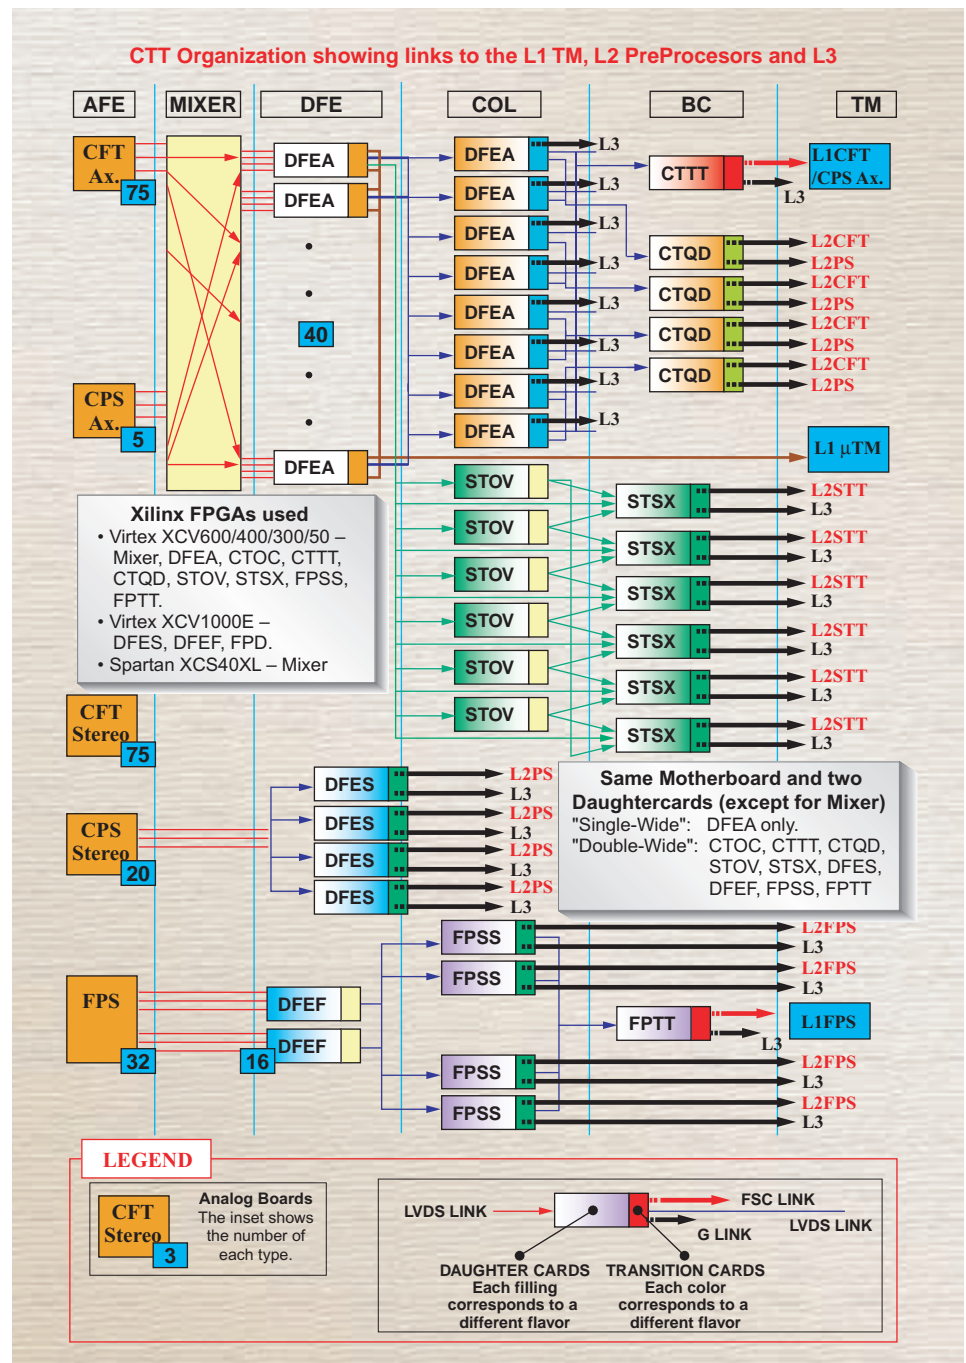 CTT Organization showing links to the L1 TM, L2 PreProcesors and L3
AFE
MIXER
DFE
COL
BC
TM
CFT
Ax.
75
CPS
Ax.
5
DFEA
DFEA
40
DFEA
DFEA
L3
DFEA
L3
DFEA
L3
DFEA
L3
DFEA
L3
DFEA
L3
DFEA
L3
DFEA
L3
CTTT
L1CFT
/CPS Ax.
L3
CTQD
L2CFT
L2PS
CTQD
L2CFT
L2PS
CTQD
L2CFT
L2PS
CTQD
L2CFT
L2PS
L1 μTM
STOV
STOV
STOV
STOV
STOV
STOV
STSX
L2STT
L3
STSX
L2STT
L3
STSX
L2STT
L3
STSX
L2STT
L3
STSX
L2STT
L3
STSX
L2STT
L3
Xilinx FPGAs used
• Virtex XCV600/400/300/50 –
Mixer, DFEA, CTOC, CTTT,
CTQD, STOV, STSX, FPSS,
FPTT.
• Virtex XCV1000E –
DFES, DFEF, FPD.
• Spartan XCS40XL – Mixer
CFT
Stereo
75
CPS
Stereo
20
DFES
L2PS
L3
DFES
L2PS
L3
DFES
L2PS
L3
DFES
L2PS
L3
Same Motherboard and two
Daughtercards (except for Mixer)
"Single-Wide": DFEA only.
"Double-Wide": CTOC, CTTT, CTQD,
STOV, STSX, DFES,
DFEF, FPSS, FPTT
FPS
32
DFEF
DFEF
16
FPSS
L2FPS
L3
FPSS
L2FPS
L3
FPTT
L1FPS
L3
FPSS
L2FPS
L3
FPSS
L2FPS
L3
LEGEND
CFT
Stereo
3
Analog Boards
The inset shows
the number of
each type.
LVDS LINK
FSC LINK
LVDS LINK
G LINK
DAUGHTER CARDS
Each filling
corresponds to a
different flavor
TRANSITION CARDS
Each color
corresponds to a
different flavor